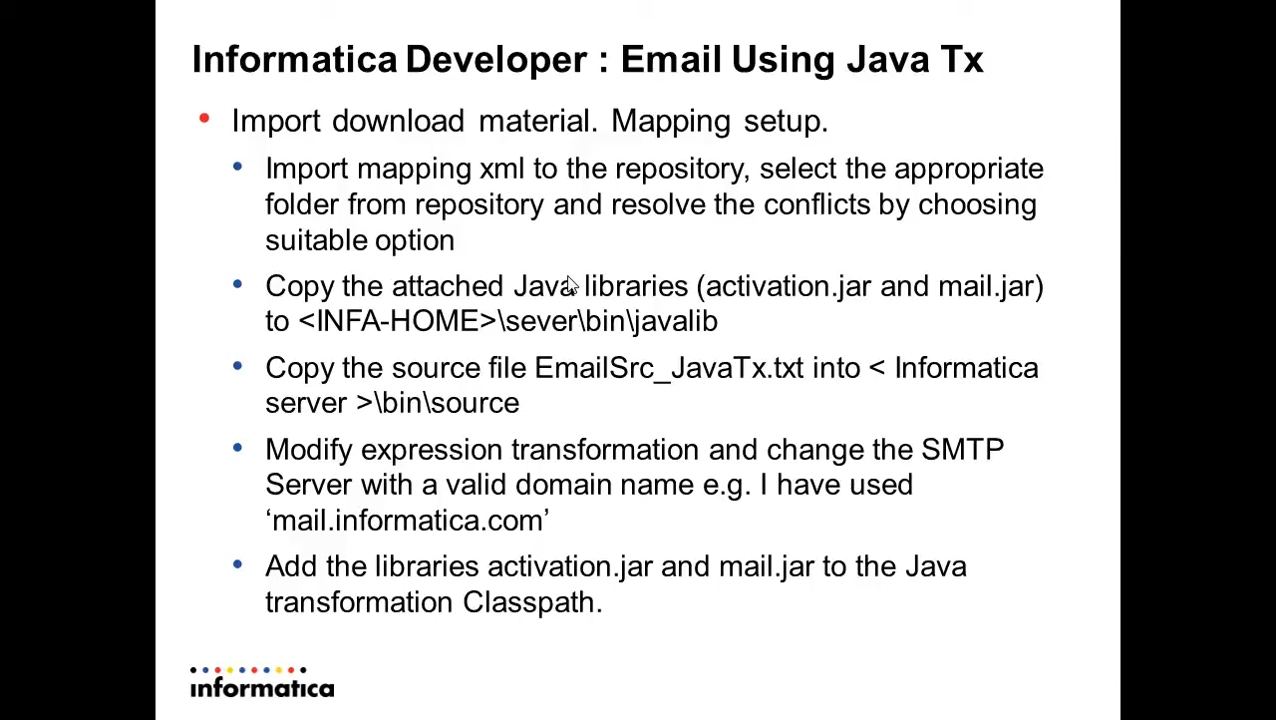 Informatica Developer : Email Using Java Tx
• Import download material. Mapping setup.
• Import mapping xml to the repository, select the appropriate
folder from repository and resolve the conflicts by choosing
suitable option
• Copy the attached Java libraries (activation.jar and mail.jar)
to <INFA-HOME>\sever\bin\javalib
• Copy the source file EmailSrc_JavaTx.txt into < Informatica
server >\bin\source
• Modify expression transformation and change the SMTP
Server with a valid domain name e.g. I have used
‘mail.informatica.com’
• Add the libraries activation.jar and mail.jar to the Java
transformation Classpath.
informatica